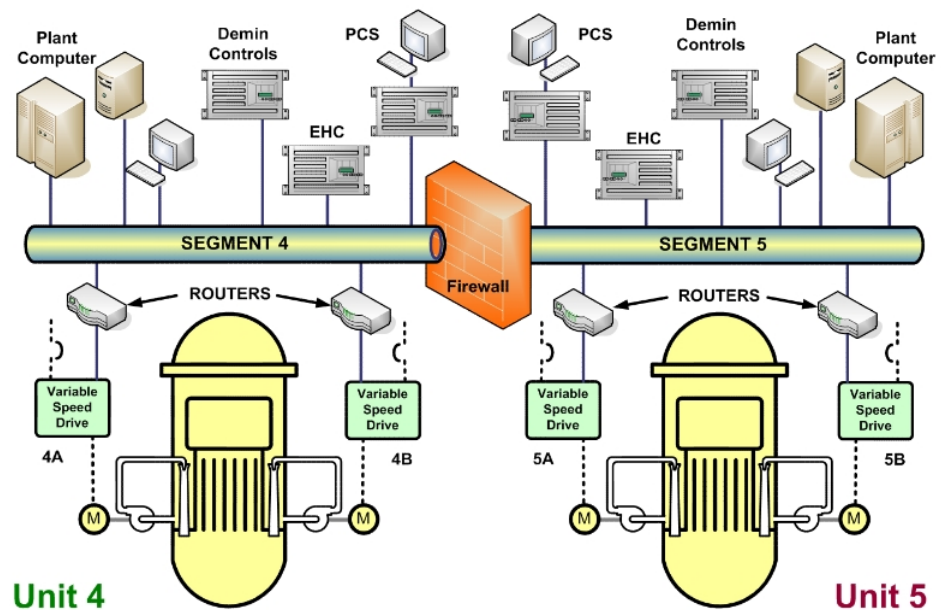 Plant
Computer
Demin
Controls
PCS
EHC
PCS
Demin
Controls
Plant
Computer
EHC
SEGMENT 4
Firewall
SEGMENT 5
ROUTERS
ROUTERS
Variable
Speed
Drive
4A
Variable
Speed
Drive
4B
Variable
Speed
Drive
5A
Variable
Speed
Drive
5B
M
M
M
M
Unit 4
Unit 5